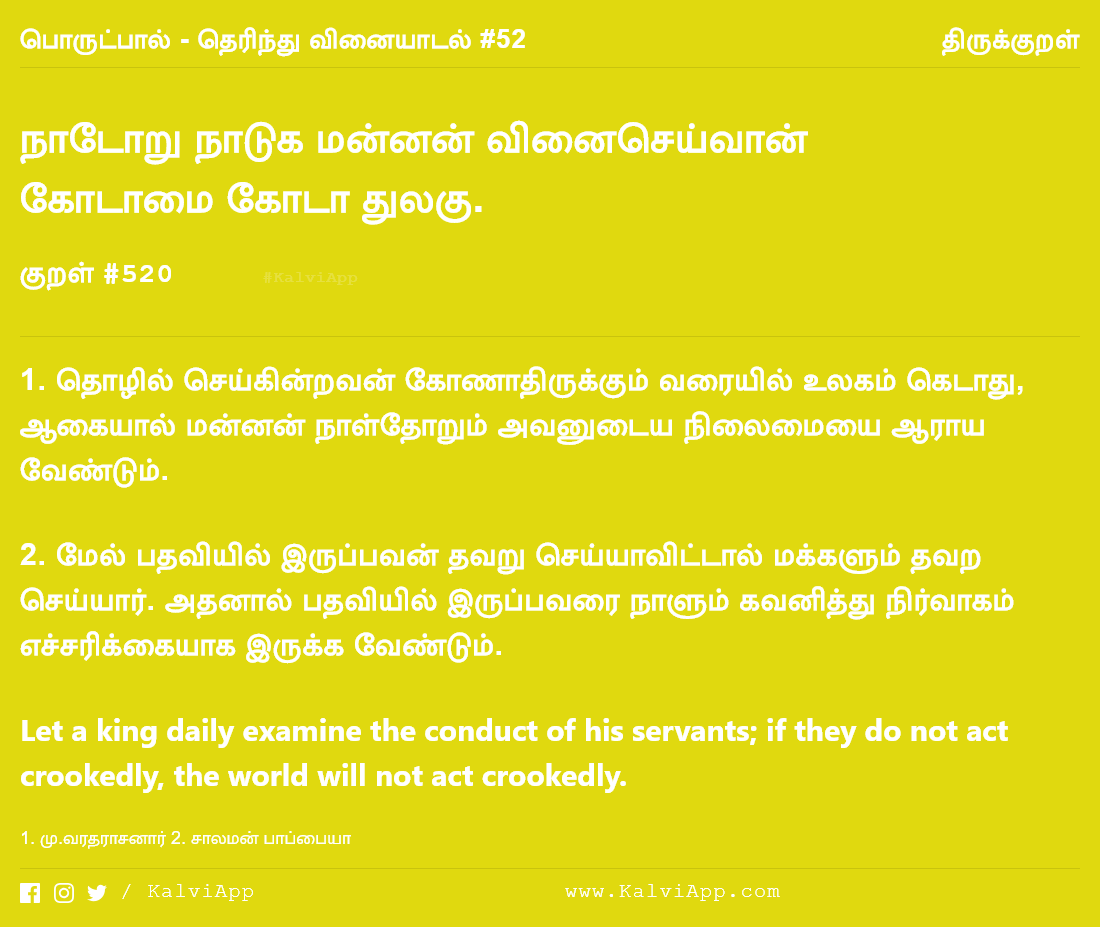 பொருட்பால் - தெரிந்து வினையாடல் #52 திருக்குறள்
நாடோறு நாடுக மன்னன் வினைசெய்வான்
கோடாமை கோடா துலகு.
குறள் #520 #KalviApp
1. தொழில் செய்கின்றவன் கோணாதிருக்கும் வரையில் உலகம் கெடாது,
ஆகையால் மன்னன் நாள்தோறும் அவனுடைய நிலைமையை ஆராய
வேண்டும்.
2. மேல் பதவியில் இருப்பவன் தவறு செய்யாவிட்டால் மக்களும் தவற
செய்யார். அதனால் பதவியில் இருப்பவரை நாளும் கவனித்து நிர்வாகம்
எச்சரிக்கையாக இருக்க வேண்டும்.
Let a king daily examine the conduct of his servants; if they do not act
crookedly, the world will not act crookedly.
1. மு.வரதராசனார் 2. சாலமன் பாப்பையா
/ KalviApp www.KalviApp.com